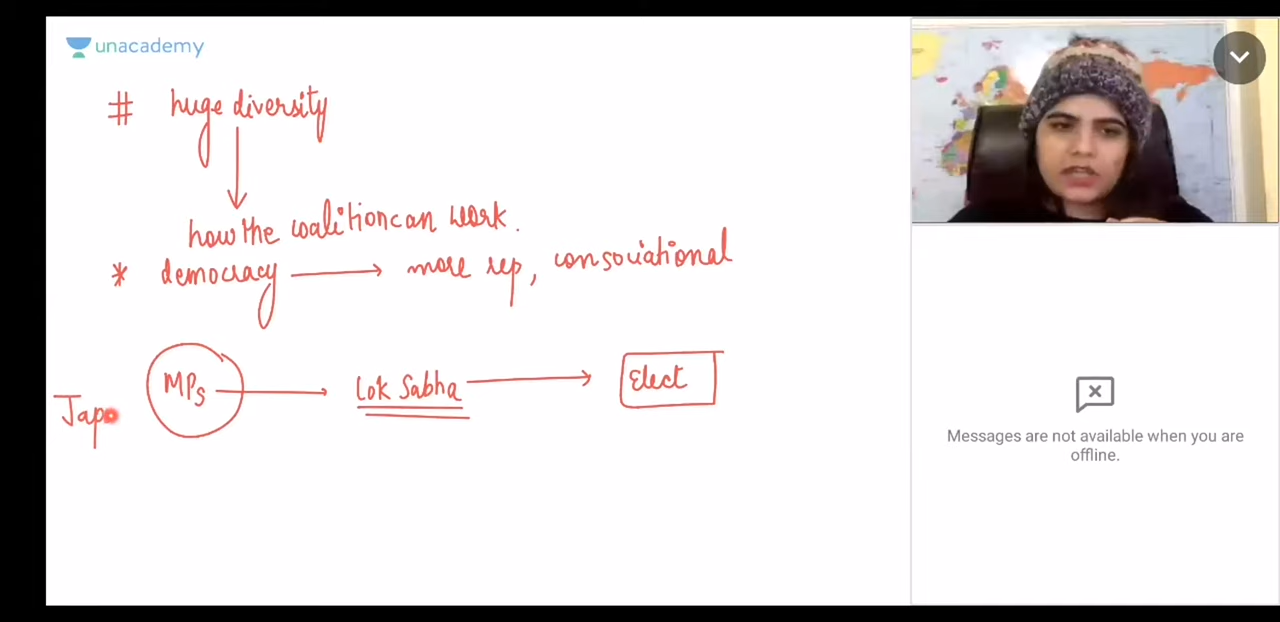 unacademy
# huge diversity
how the coalition can work.
* democracy → more rep, consociational
MPs → Lok Sabha → Elect
Jap
Messages are not available when you are
offline.